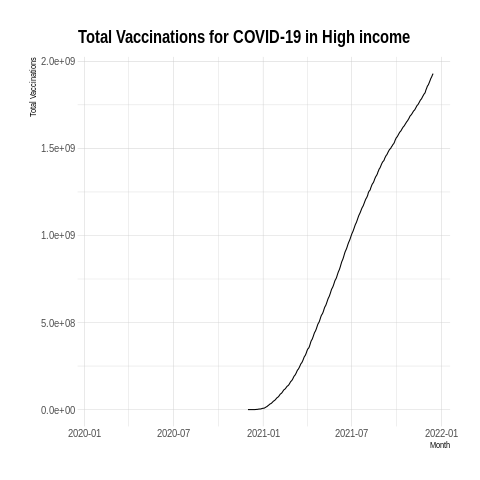 Total Vaccinations for COVID-19 in High income
Total Vaccinations
2.0e+09
1.5e+09
1.0e+09
5.0e+08
0.0e+00
2020-01 2020-07 2021-01 2021-07 2022-01
Month